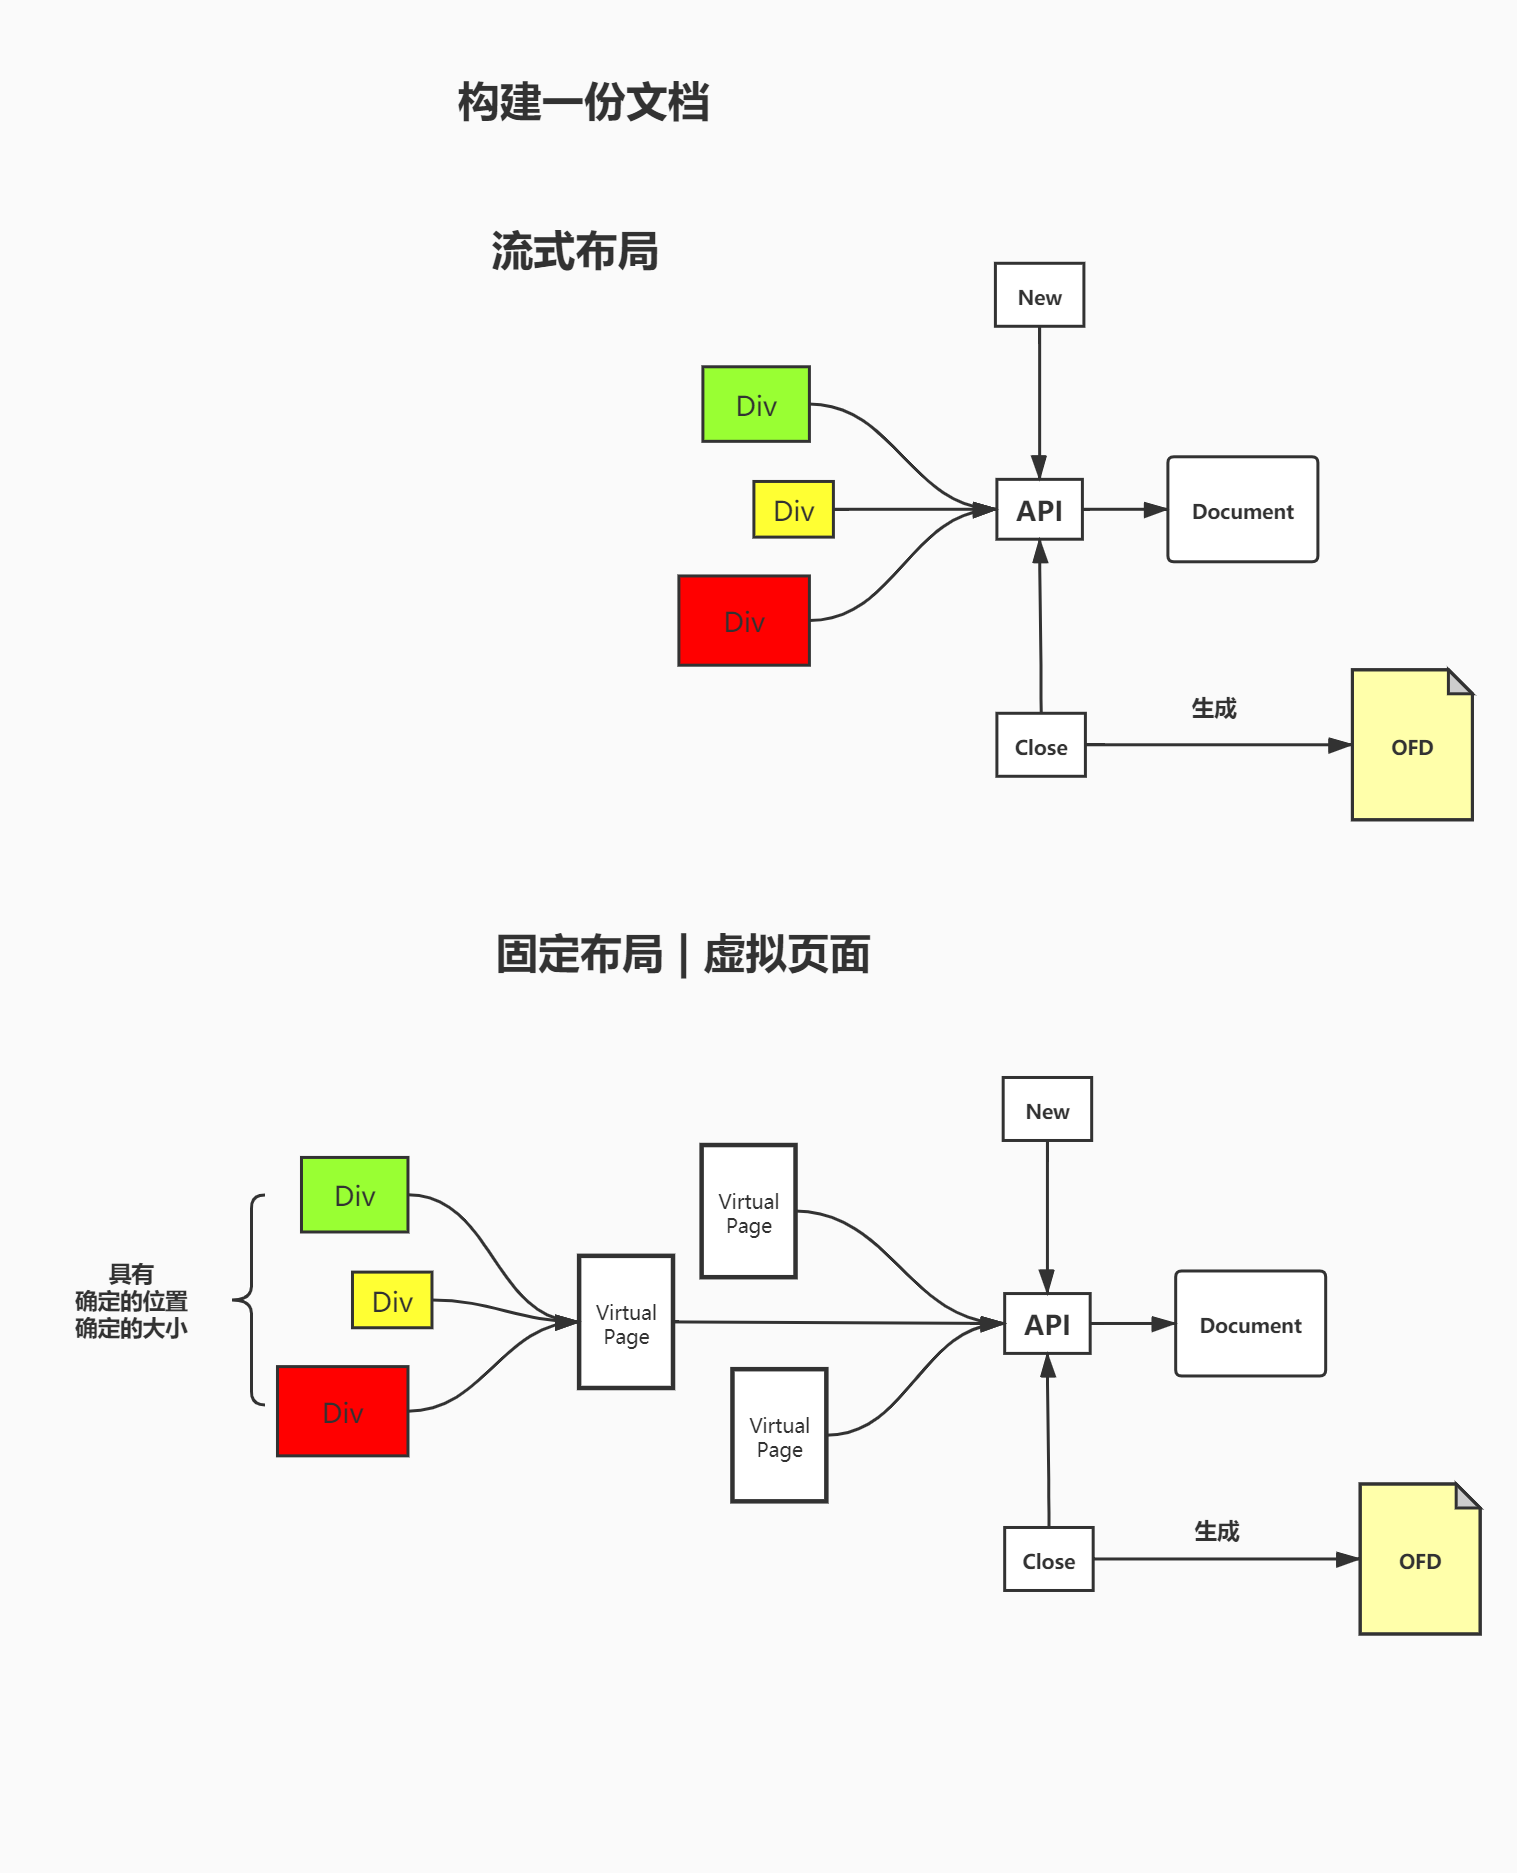 构建一份文档
流式布局
New
Div
Div
API
Document
Div
生成
Close
OFD
固定布局 | 虚拟页面
New
Div
Virtual
Page
具有
确定的位置
确定的大小
Div
Virtual
Page
API
Document
Div
Virtual
Page
生成
Close
OFD